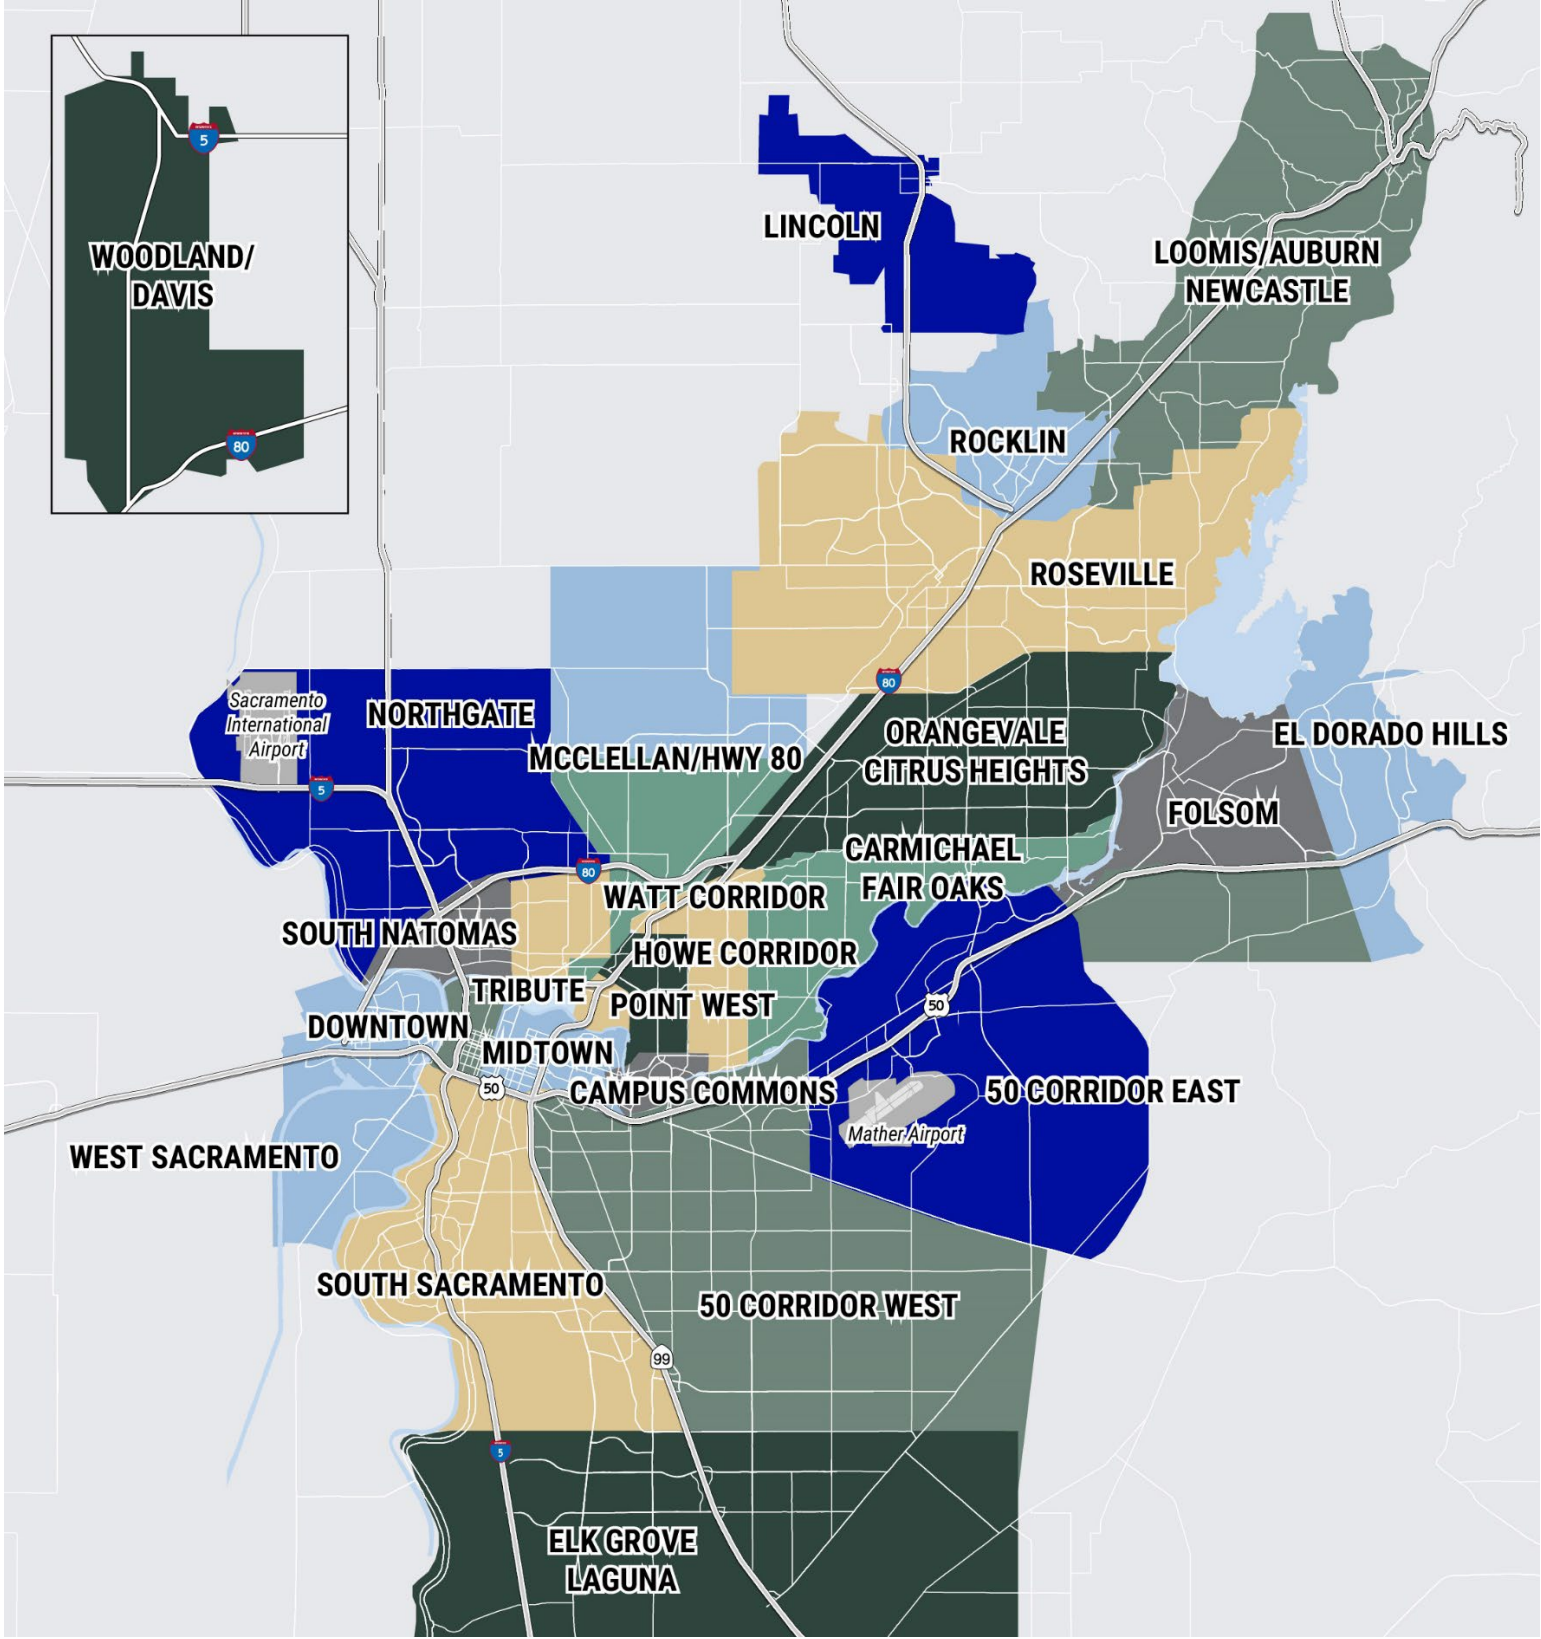 5
WOODLAND/
DAVIS
80
LINCOLN
LOOMIS/AUBURN
NEWCASTLE
ROCKLIN
ROSEVILLE
80
Sacramento
International
Airport
NORTHGATE
5
MCCLELLAN/HWY 80
ORANGEVALE
CITRUS HEIGHTS
EL DORADO HILLS
FOLSOM
CARMICHAEL
FAIR OAKS
80
WATT CORRIDOR
SOUTH NATOMAS
HOWE CORRIDOR
TRIBUTE
POINT WEST
50
DOWNTOWN
MIDTOWN
50
CAMPUS COMMONS
50 CORRIDOR EAST
Mather Airport
WEST SACRAMENTO
SOUTH SACRAMENTO
50 CORRIDOR WEST
99
5
ELK GROVE
LAGUNA